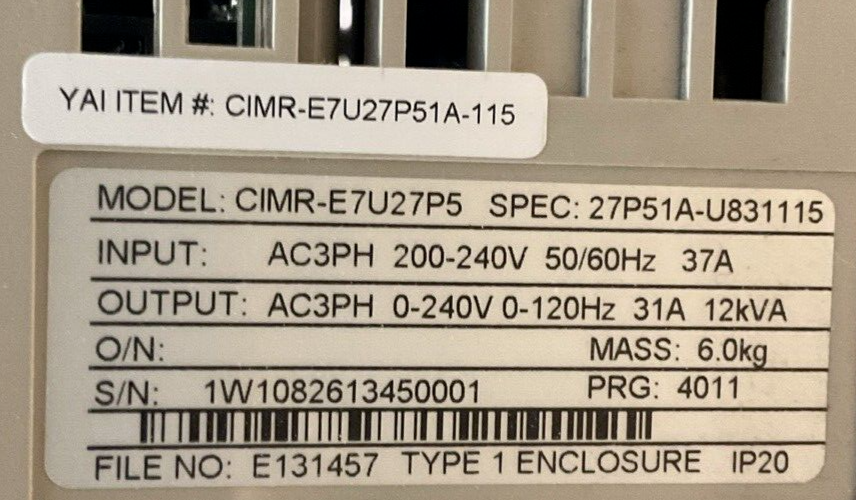 YAI ITEM #: CIMR-E7U27P51A-115
MODEL: CIMR-E7U27P5 SPEC: 27P51A-U831115
INPUT: AC3PH 200-240V 50/60Hz 37A
OUTPUT: AC3PH 0-240V 0-120Hz 31A 12kVA
O/N: MASS: 6.0kg
S/N: 1W1082613450001 PRG: 4011
FILE NO: E131457 TYPE 1 ENCLOSURE IP20